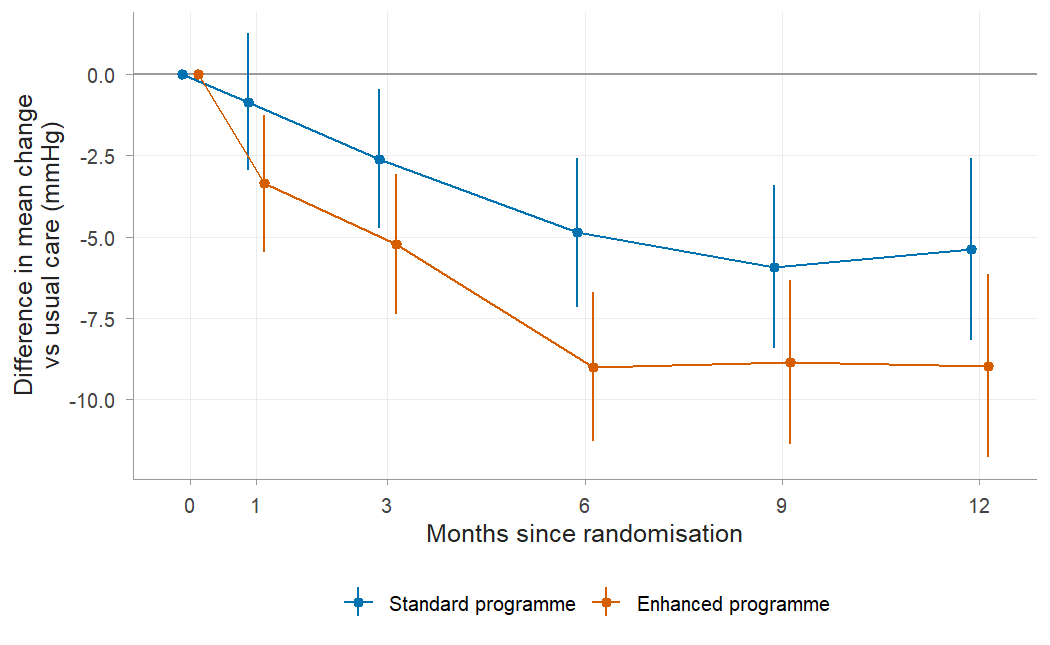 Difference in mean change
vs usual care (mmHg)
0.0
-2.5
-5.0
-7.5
-10.0
0 1 3 6 9 12
Months since randomisation
Standard programme Enhanced programme